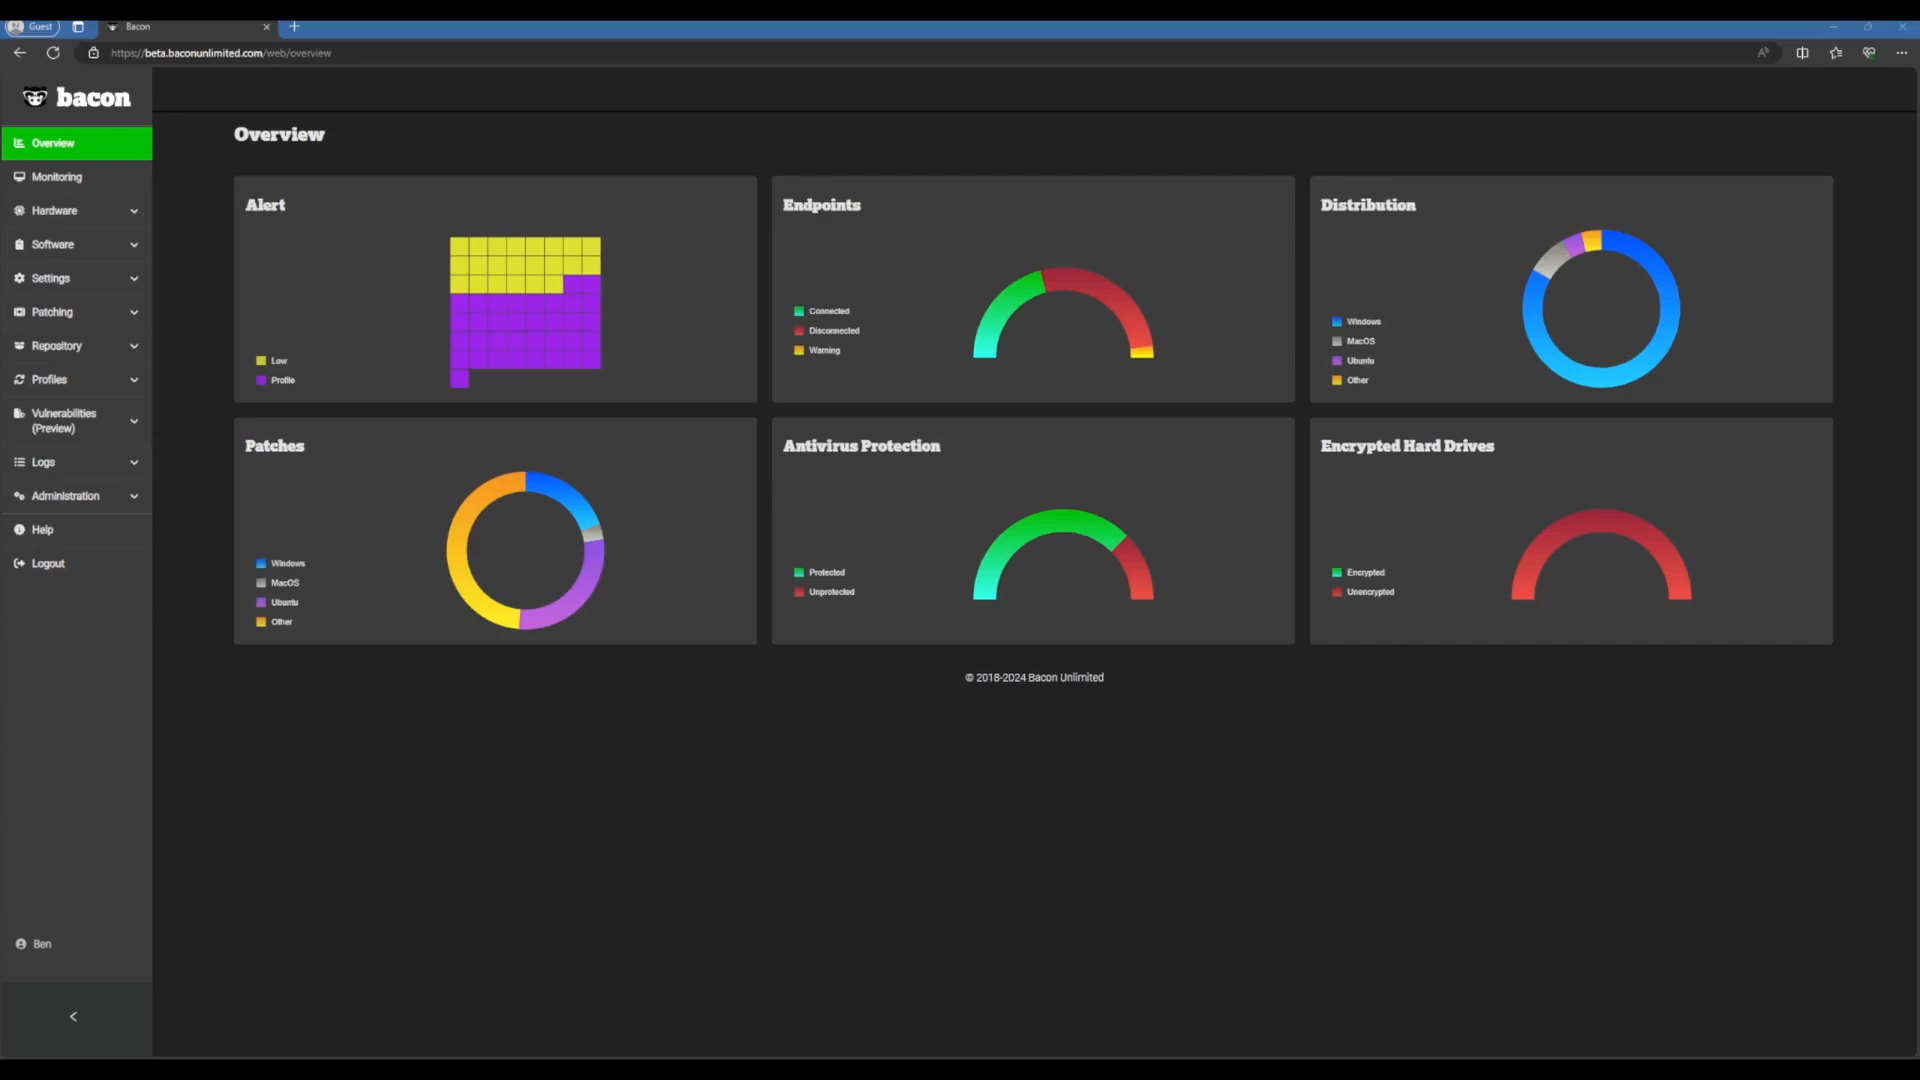 Guest
Bacon
https://beta.baconunlimited.com/web/overview
bacon
Overview
Monitoring
Hardware
Software
Settings
Patching
Repository
Profiles
Vulnerabilities
(Preview)
Logs
Administration
Help
Logout
Ben
Overview
Alert
Low
Profile
Endpoints
Connected
Disconnected
Warning
Distribution
Windows
MacOS
Ubuntu
Other
Patches
Windows
MacOS
Ubuntu
Other
Antivirus Protection
Protected
Unprotected
Encrypted Hard Drives
Encrypted
Unencrypted
© 2018-2024 Bacon Unlimited